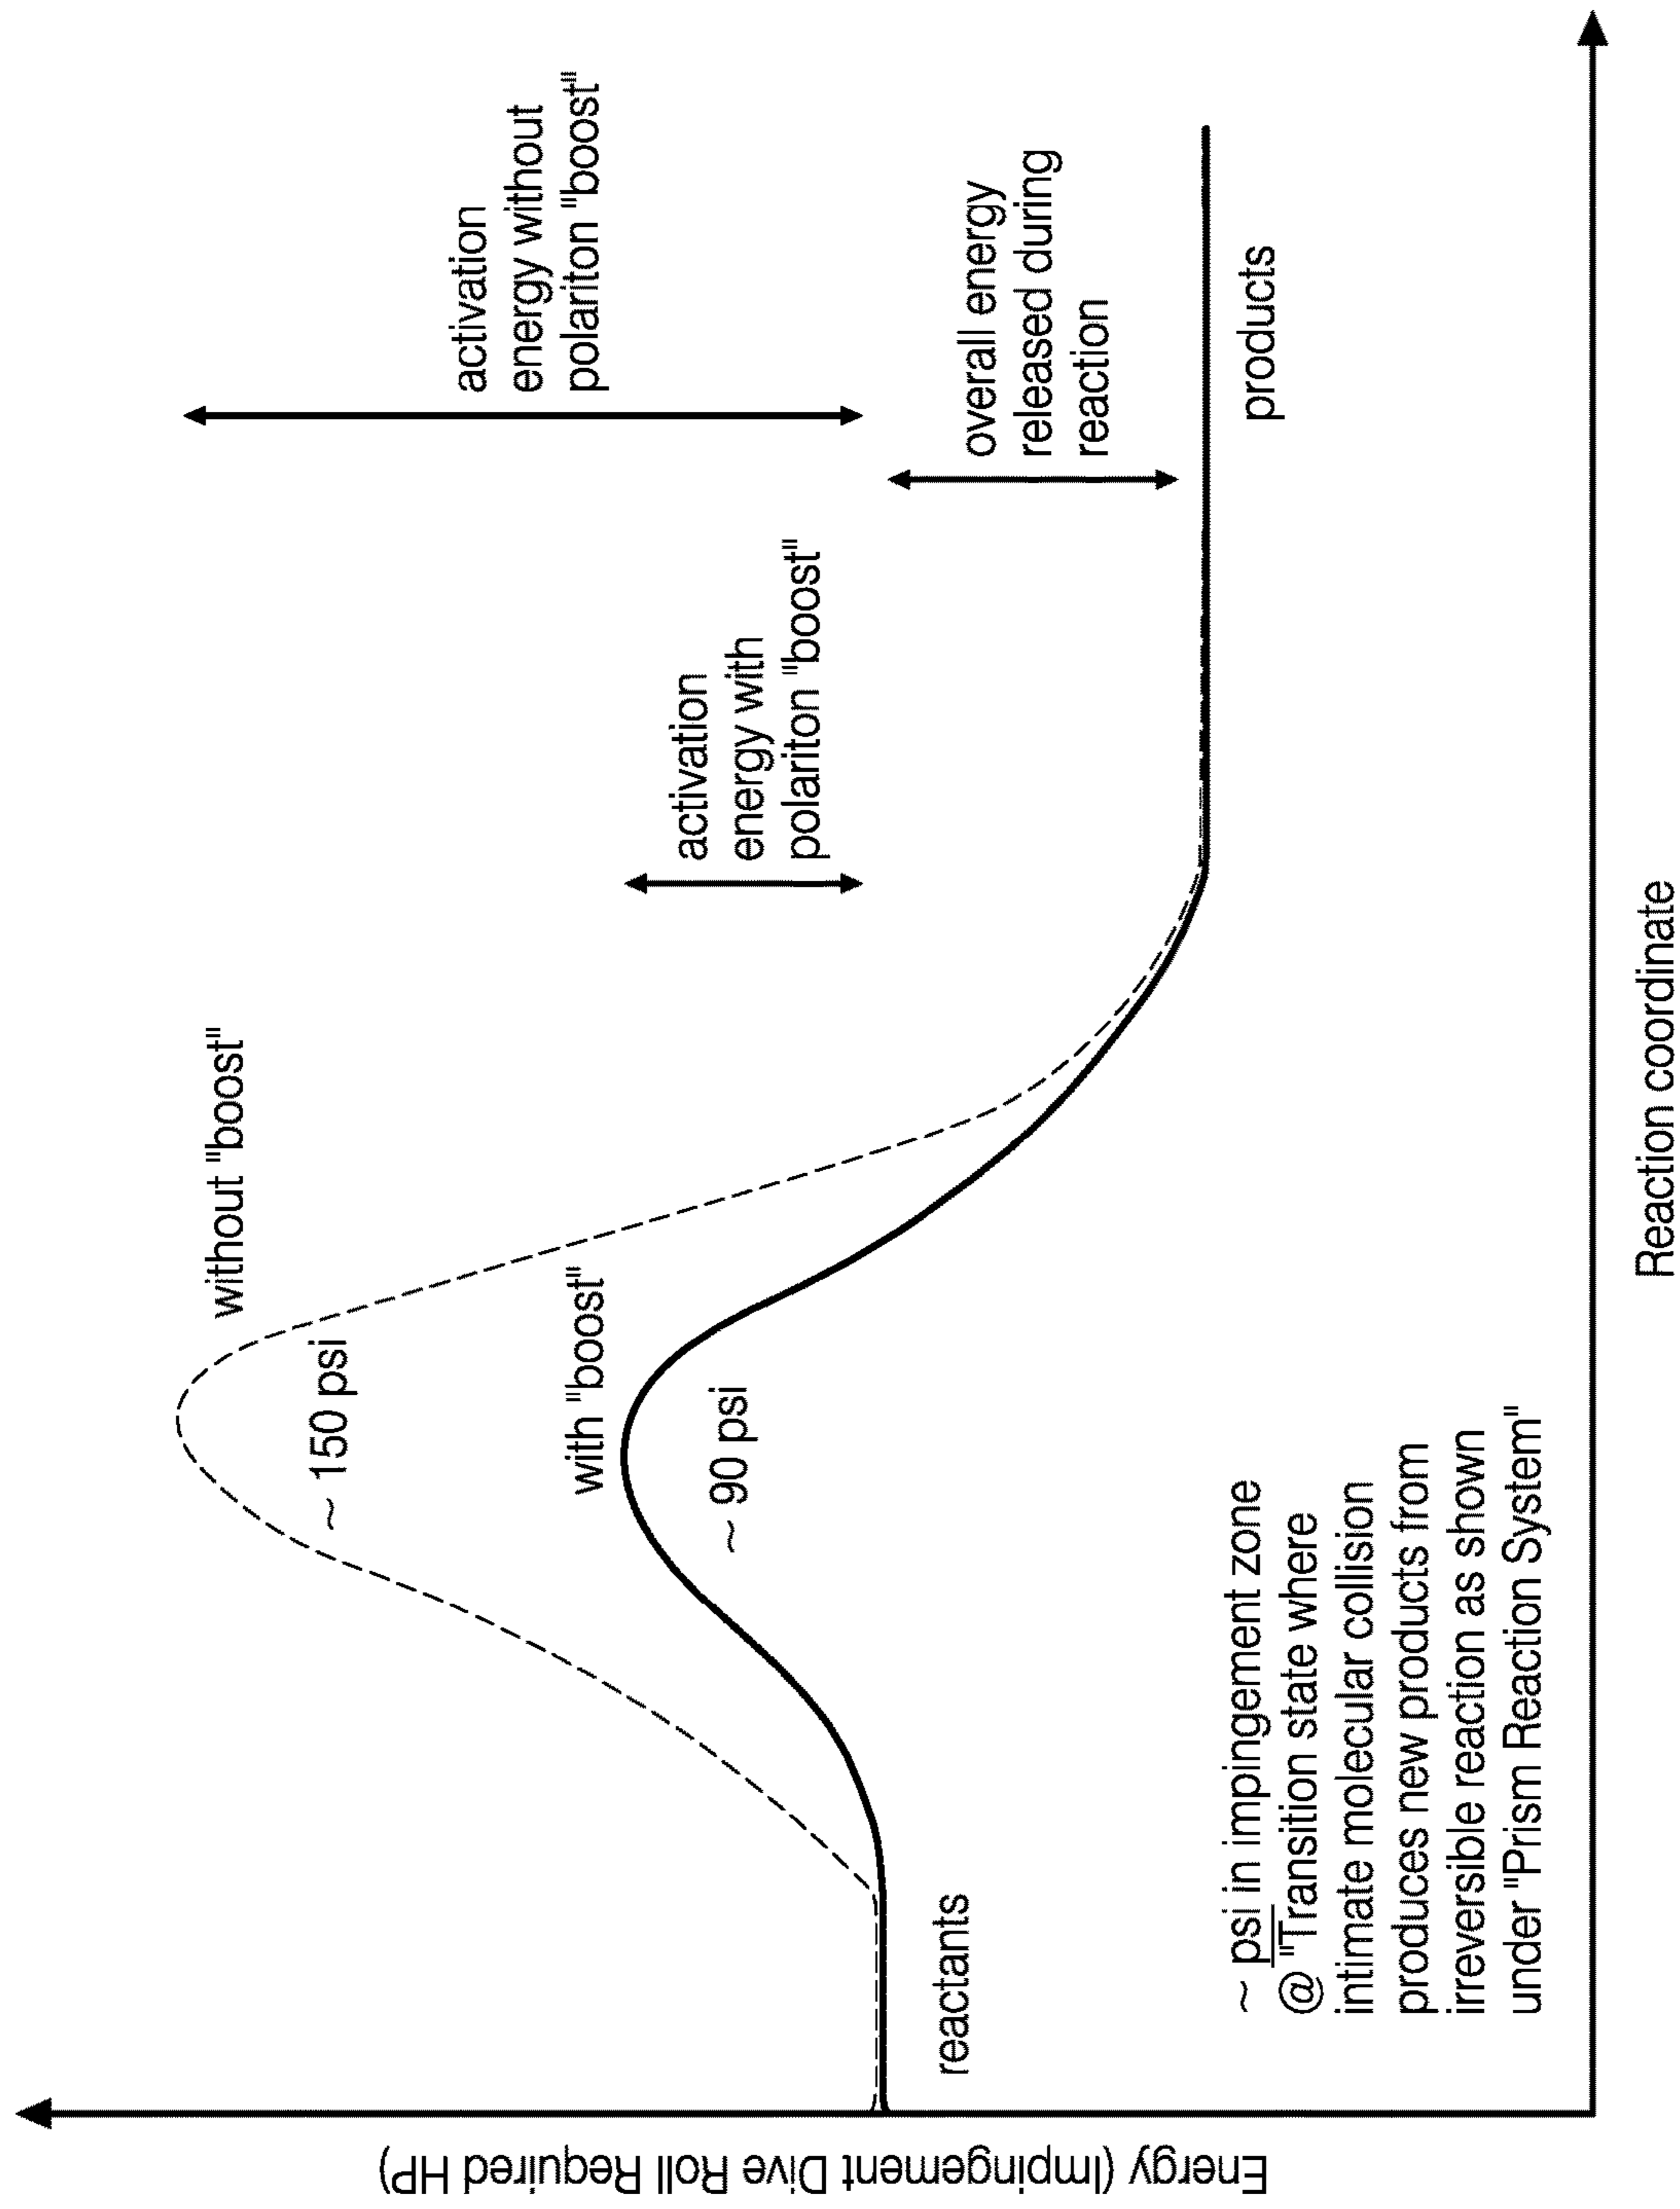 Energy (Impingement Dive Roll Required HP)
without "boost"
~ 150 psi
with "boost"
~ 90 psi
activation
energy without
polariton "boost"
activation
energy with
polariton "boost"
overall energy
released during
reaction
reactants
products
~ psi in impingement zone
@ "Transition state where
intimate molecular collision
produces new products from
irreversible reaction as shown
under "Prism Reaction System"
Reaction coordinate